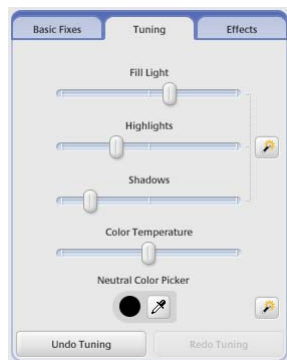 Basic Fixes Tuning Effects
Fill Light
Highlights
Shadows
Color Temperature
Neutral Color Picker
Undo Tuning Redo Tuning